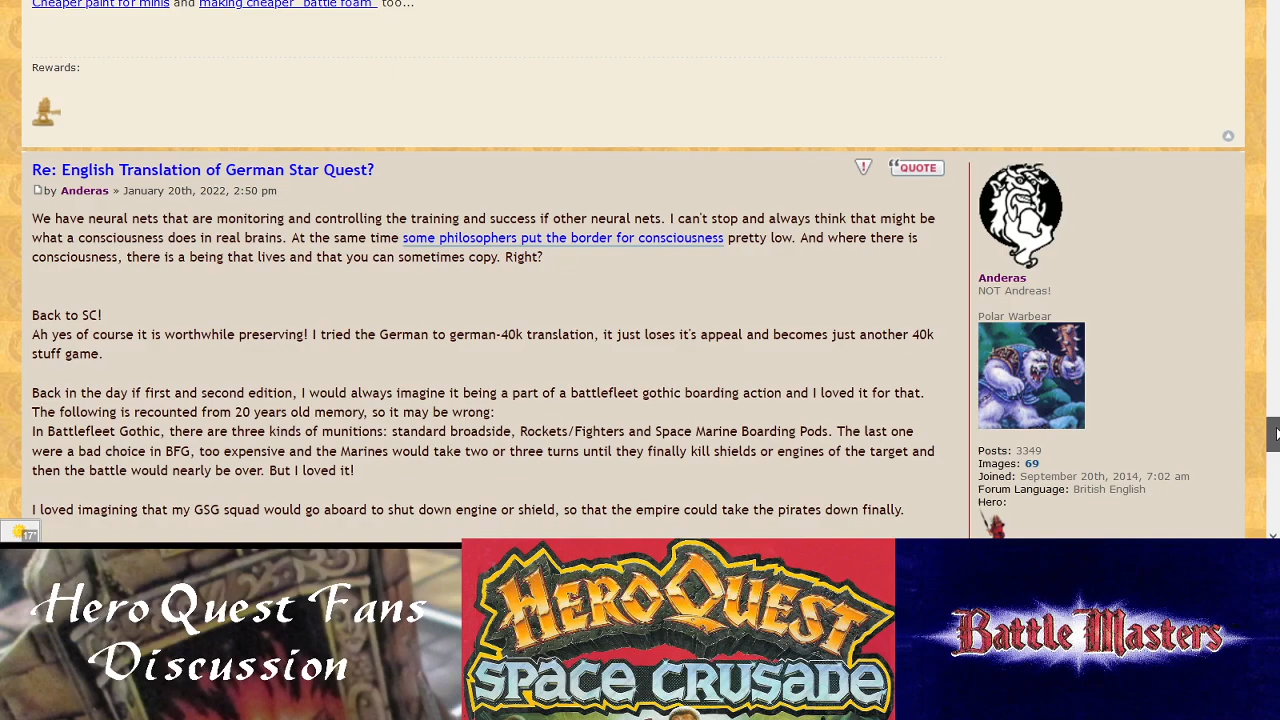 Cheaper paint for minis and making cheaper "battle foam" too...
Rewards:
Re: English Translation of German Star Quest?
QUOTE
by Anderas » January 20th, 2022, 2:50 pm
We have neural nets that are monitoring and controlling the training and success if other neural nets. I can't stop and always think that might be
what a consciousness does in real brains. At the same time some philosophers put the border for consciousness pretty low. And where there is
consciousness, there is a being that lives and that you can sometimes copy. Right?
Back to SC!
Ah yes of course it is worthwhile preserving! I tried the German to german-40k translation, it just loses it's appeal and becomes just another 40k
stuff game.
Back in the day if first and second edition, I would always imagine it being a part of a battlefleet gothic boarding action and I loved it for that.
The following is recounted from 20 years old memory, so it may be wrong:
In Battlefleet Gothic, there are three kinds of munitions: standard broadside, Rockets/Fighters and Space Marine Boarding Pods. The last one
were a bad choice in BFG, too expensive and the Marines would take two or three turns until they finally kill shields or engines of the target and
then the battle would nearly be over. But I loved it!
I loved imagining that my GSG squad would go aboard to shut down engine or shield, so that the empire could take the pirates down finally.
Anderas
NOT Andreas!
Polar Warbear
Posts: 3349
Images: 69
Joined: September 20th, 2014, 7:02 am
Forum Language: British English
Hero:
17°
HeroQuest Fans
Discussion
HEROQUEST
SPACE CRUSADE
Battle Masters